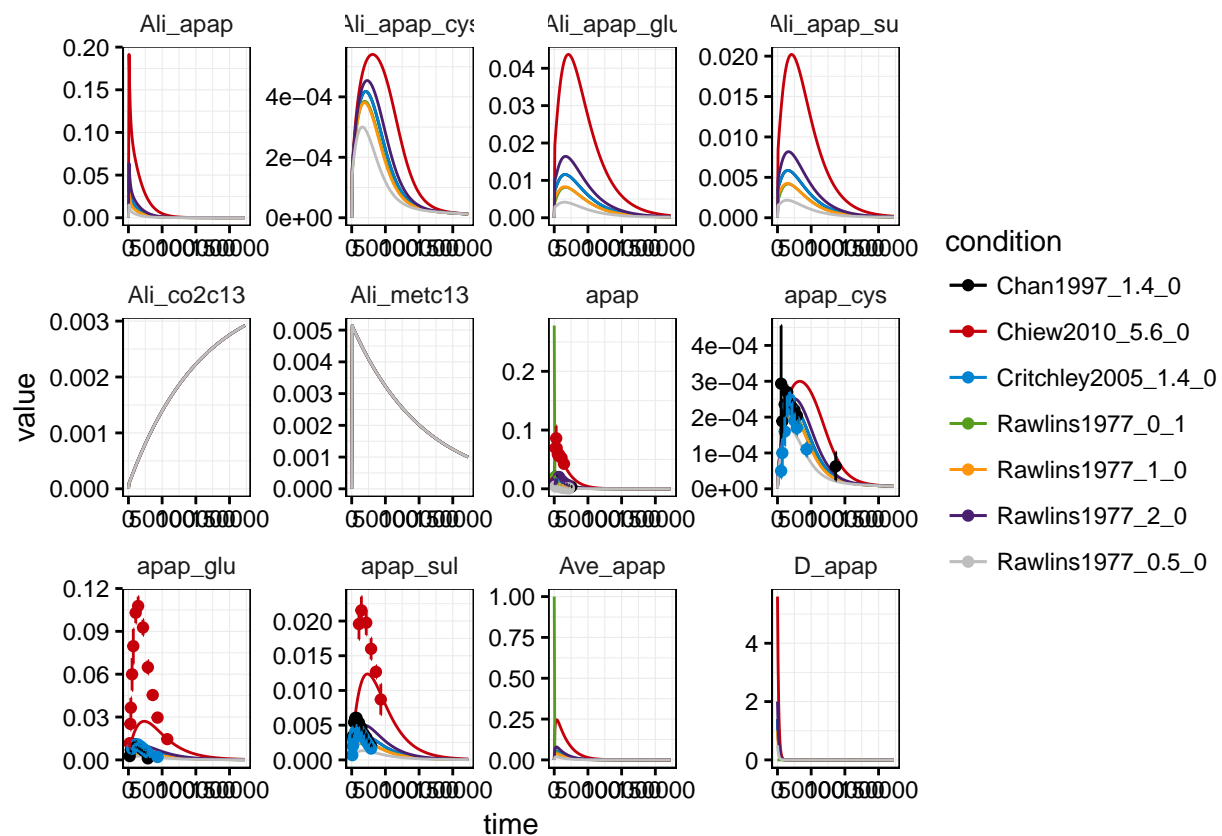 Ali_apap
Ali_apap_cys
Ali_apap_glu
Ali_apap_su
0.20
0.15
0.10
0.05
0.00
4e−04
2e−04
0e+00
0.04
0.03
0.02
0.01
0.00
0.020
0.015
0.010
0.005
0.000
Ali_co2c13
Ali_metc13
apap
apap_cys
0.003
0.002
0.001
0.000
0.005
0.004
0.003
0.002
0.001
0.000
0.2
0.1
0.0
4e−04
3e−04
2e−04
1e−04
0e+00
apap_glu
apap_sul
Ave_apap
D_apap
0.12
0.09
0.06
0.03
0.00
0.020
0.015
0.010
0.005
0.000
1.00
0.75
0.50
0.25
0.00
4
2
0
value
time
condition
Chan1997_1.4_0
Chiew2010_5.6_0
Critchley2005_1.4_0
Rawlins1977_0_1
Rawlins1977_1_0
Rawlins1977_2_0
Rawlins1977_0.5_0